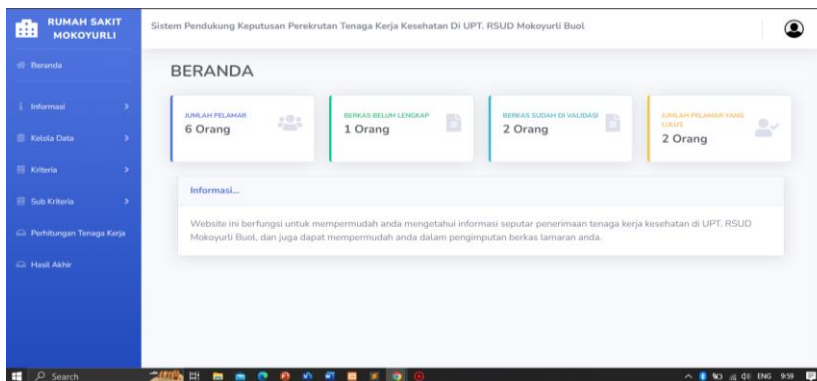 RUMAH SAKIT
MOKOYURLI
Sistem Pendukung Keputusan Perekrutan Tenaga Kerja Kesehatan Di UPT. RSUD Mokoyurli Buol
Beranda
Informasi
Kelola Data
Kriteria
Sub Kriteria
Perhitungan Tenaga Kerja
Hasil Akhir
BERANDA
JUMLAH PELAMAR
6 Orang
BERKAS BELUM LENGKAP
1 Orang
BERKAS SUDAH DI VALIDASI
2 Orang
JUMLAH PELAMAR YANG
LULUS
2 Orang
Informasi...
Website ini berfungsi untuk mempermudah anda mengetahui informasi seputar penerimaan tenaga kerja kesehatan di UPT. RSUD
Mokoyurli Buol, dan juga dapat mempermudah anda dalam pengimputan berkas lamaran anda.
Search
ENG
9:59